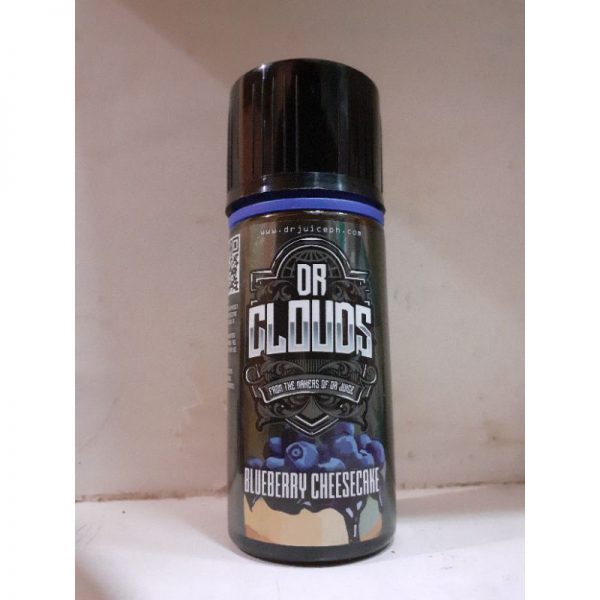 www.drjuiceph.com
DR
CLOUDS
FROM THE MAKERS OF DR JUICE
BLUEBERRY CHEESECAKE